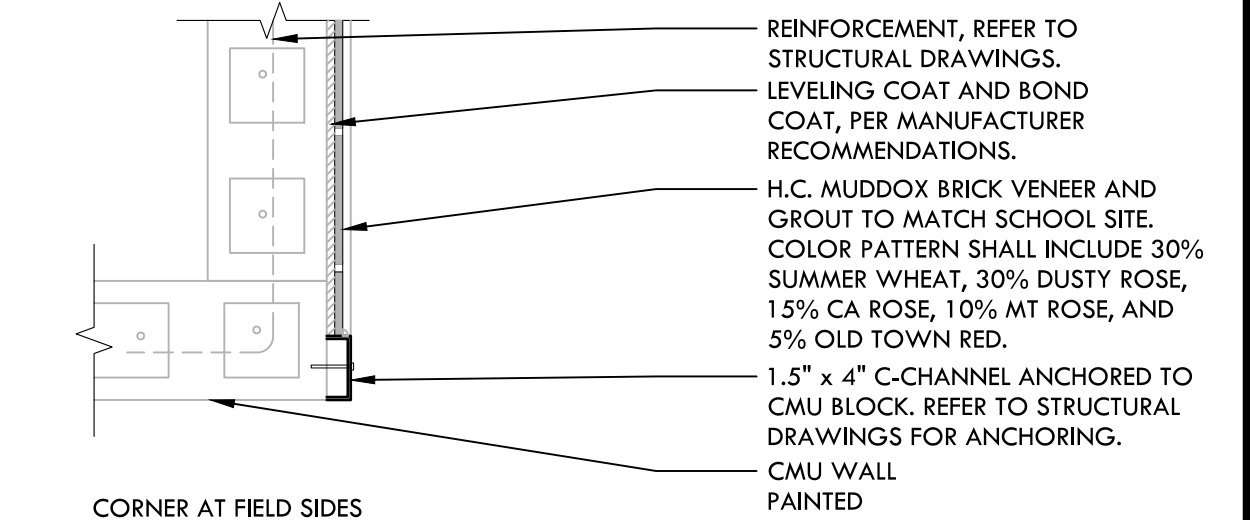 REINFORCEMENT, REFER TO
STRUCTURAL DRAWINGS.
LEVELING COAT AND BOND
COAT, PER MANUFACTURER
RECOMMENDATIONS.
H.C. MUDDOX BRICK VENEER AND
GROUT TO MATCH SCHOOL SITE.
COLOR PATTERN SHALL INCLUDE 30%
SUMMER WHEAT, 30% DUSTY ROSE,
15% CA ROSE, 10% MT ROSE, AND
5% OLD TOWN RED.
1.5" x 4" C-CHANNEL ANCHORED TO
CMU BLOCK. REFER TO STRUCTURAL
DRAWINGS FOR ANCHORING.
CMU WALL
PAINTED
CORNER AT FIELD SIDES